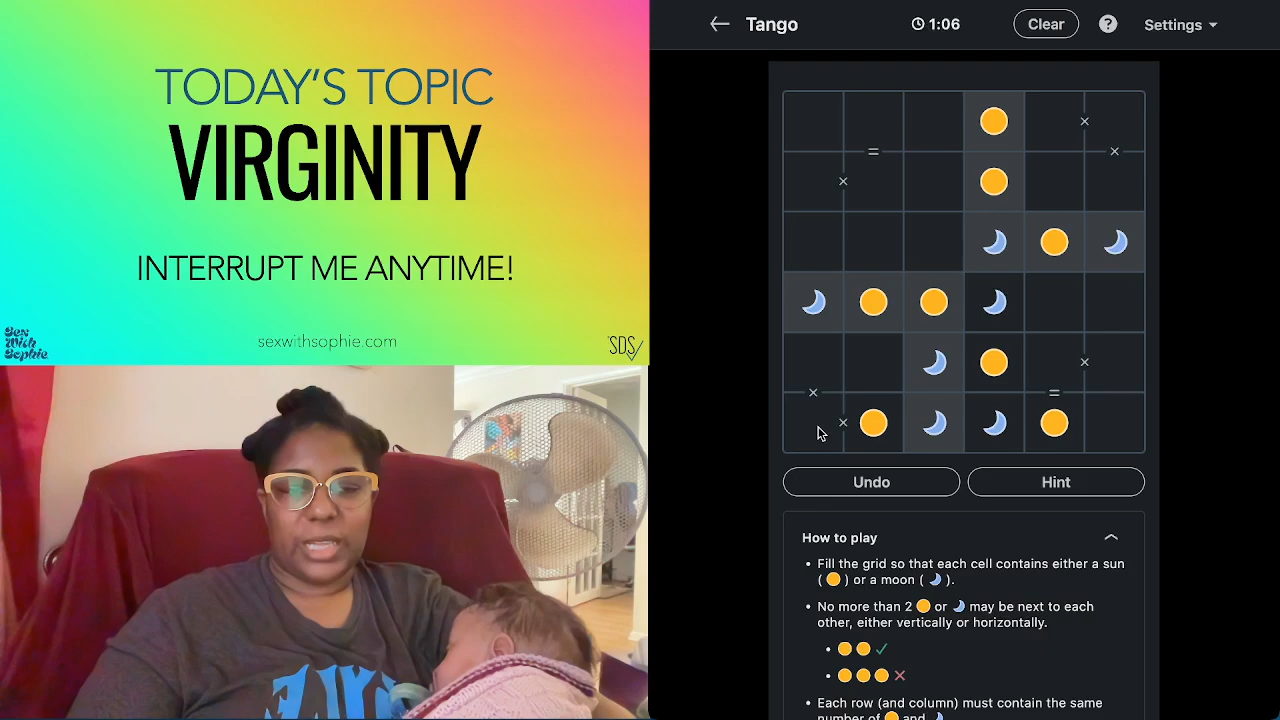 TODAY'S TOPIC
VIRGINITY
INTERRUPT ME ANYTIME!
Sex
With
Sophie
sexwithsophie.com
SDS
Tango
1:06
Clear
?
Settings
×
=
×
×
×
×
=
×
Undo
Hint
How to play
• Fill the grid so that each cell contains either a sun
( ) or a moon ( ).
• No more than 2 or may be next to each
other, either vertically or horizontally.
• Each row (and column) must contain the same
number of and